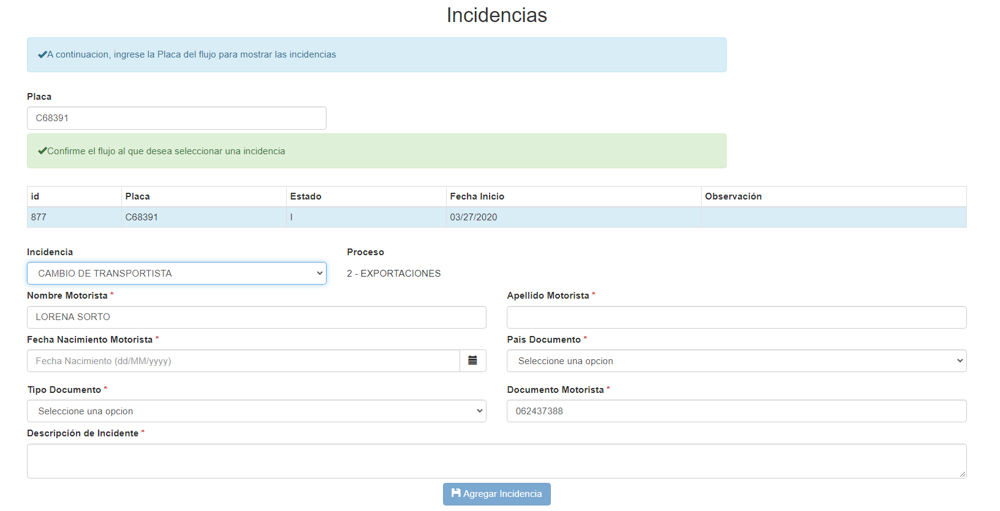 Incidencias
A continuacion, ingrese la Placa del flujo para mostrar las incidencias
Placa
C68391
Confirme el flujo al que desea seleccionar una incidencia
id Placa Estado Fecha Inicio Observación
877 C68391 I 03/27/2020
Incidencia Proceso
CAMBIO DE TRANSPORTISTA 2 - EXPORTACIONES
Nombre Motorista * Apellido Motorista *
LORENA SORTO
Fecha Nacimiento Motorista * Pais Documento *
Fecha Nacimiento (dd/MM/yyyy) Seleccione una opcion
Tipo Documento * Documento Motorista *
Seleccione una opcion 062437388
Descripción de Incidente *
Agregar Incidencia